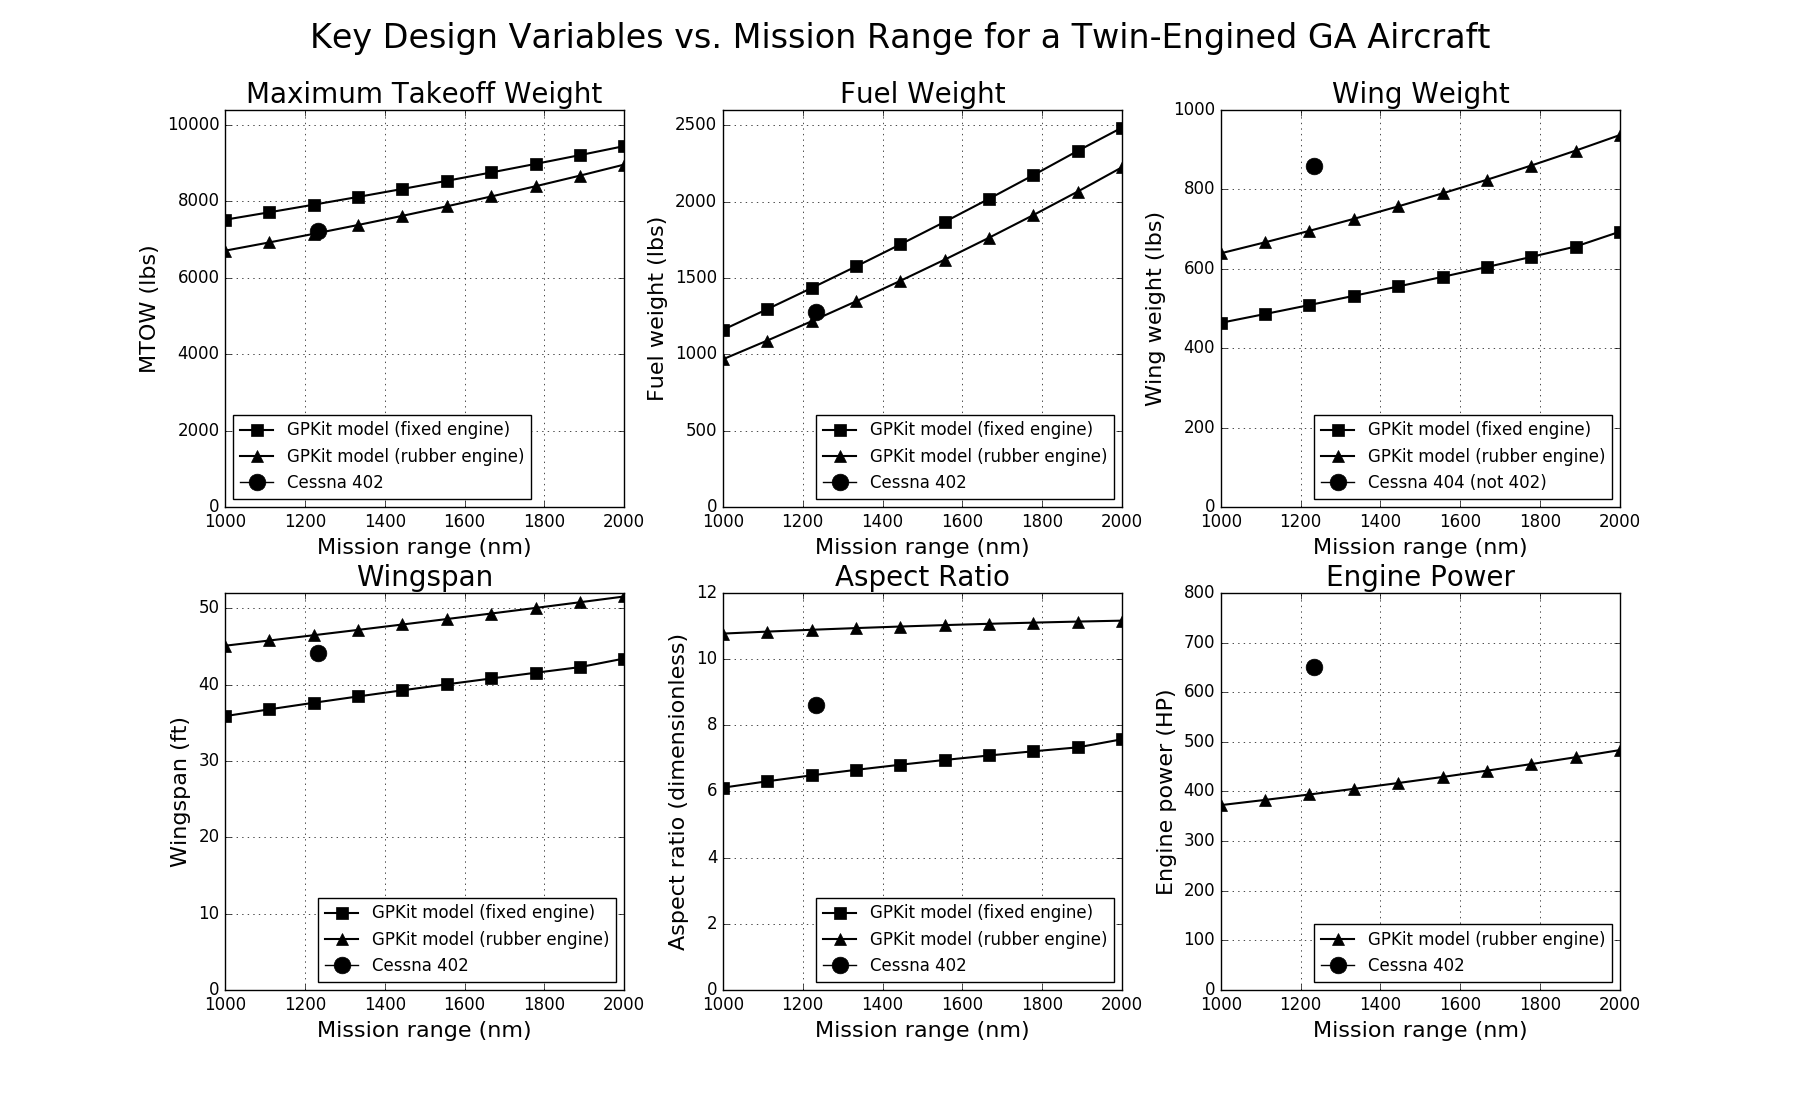 Key Design Variables vs. Mission Range for a Twin-Engined GA Aircraft
Maximum Takeoff Weight
MTOW (lbs)
10000
8000
6000
4000
2000
0
GPKit model (fixed engine)
GPKit model (rubber engine)
Cessna 402
1000 1200 1400 1600 1800 2000
Mission range (nm)
Fuel Weight
Fuel weight (lbs)
2500
2000
1500
1000
500
0
GPKit model (fixed engine)
GPKit model (rubber engine)
Cessna 402
1000 1200 1400 1600 1800 2000
Mission range (nm)
Wing Weight
Wing weight (lbs)
1000
800
600
400
200
0
GPKit model (fixed engine)
GPKit model (rubber engine)
Cessna 404 (not 402)
1000 1200 1400 1600 1800 2000
Mission range (nm)
Wingspan
Wingspan (ft)
50
40
30
20
10
0
GPKit model (fixed engine)
GPKit model (rubber engine)
Cessna 402
1000 1200 1400 1600 1800 2000
Mission range (nm)
Aspect Ratio
Aspect ratio (dimensionless)
12
10
8
6
4
2
0
GPKit model (fixed engine)
GPKit model (rubber engine)
Cessna 402
1000 1200 1400 1600 1800 2000
Mission range (nm)
Engine Power
Engine power (HP)
800
700
600
500
400
300
200
100
0
GPKit model (rubber engine)
Cessna 402
1000 1200 1400 1600 1800 2000
Mission range (nm)